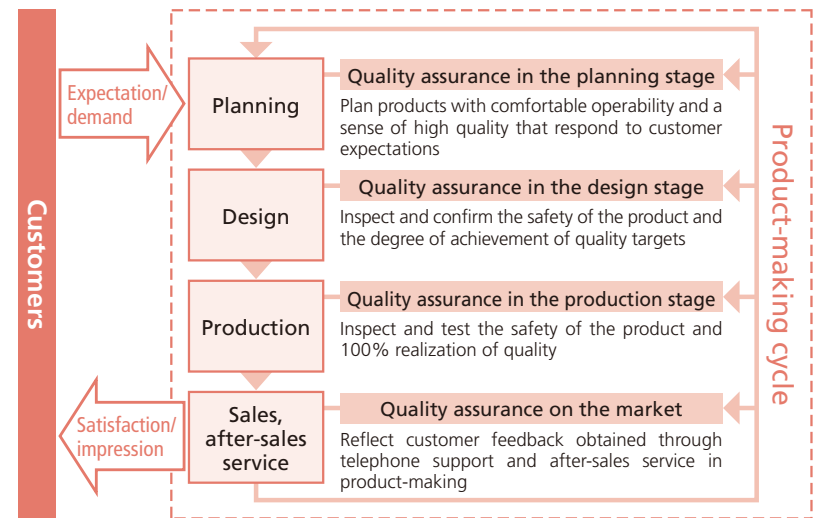 Customers
Expectation/
demand
Planning
Quality assurance in the planning stage
Plan products with comfortable operability and a
sense of high quality that respond to customer
expectations
Design
Quality assurance in the design stage
Inspect and confirm the safety of the product and
the degree of achievement of quality targets
Production
Quality assurance in the production stage
Inspect and test the safety of the product and
100% realization of quality
Satisfaction/
impression
Sales,
after-sales
service
Quality assurance on the market
Reflect customer feedback obtained through
telephone support and after-sales service in
product-making
Product-making cycle